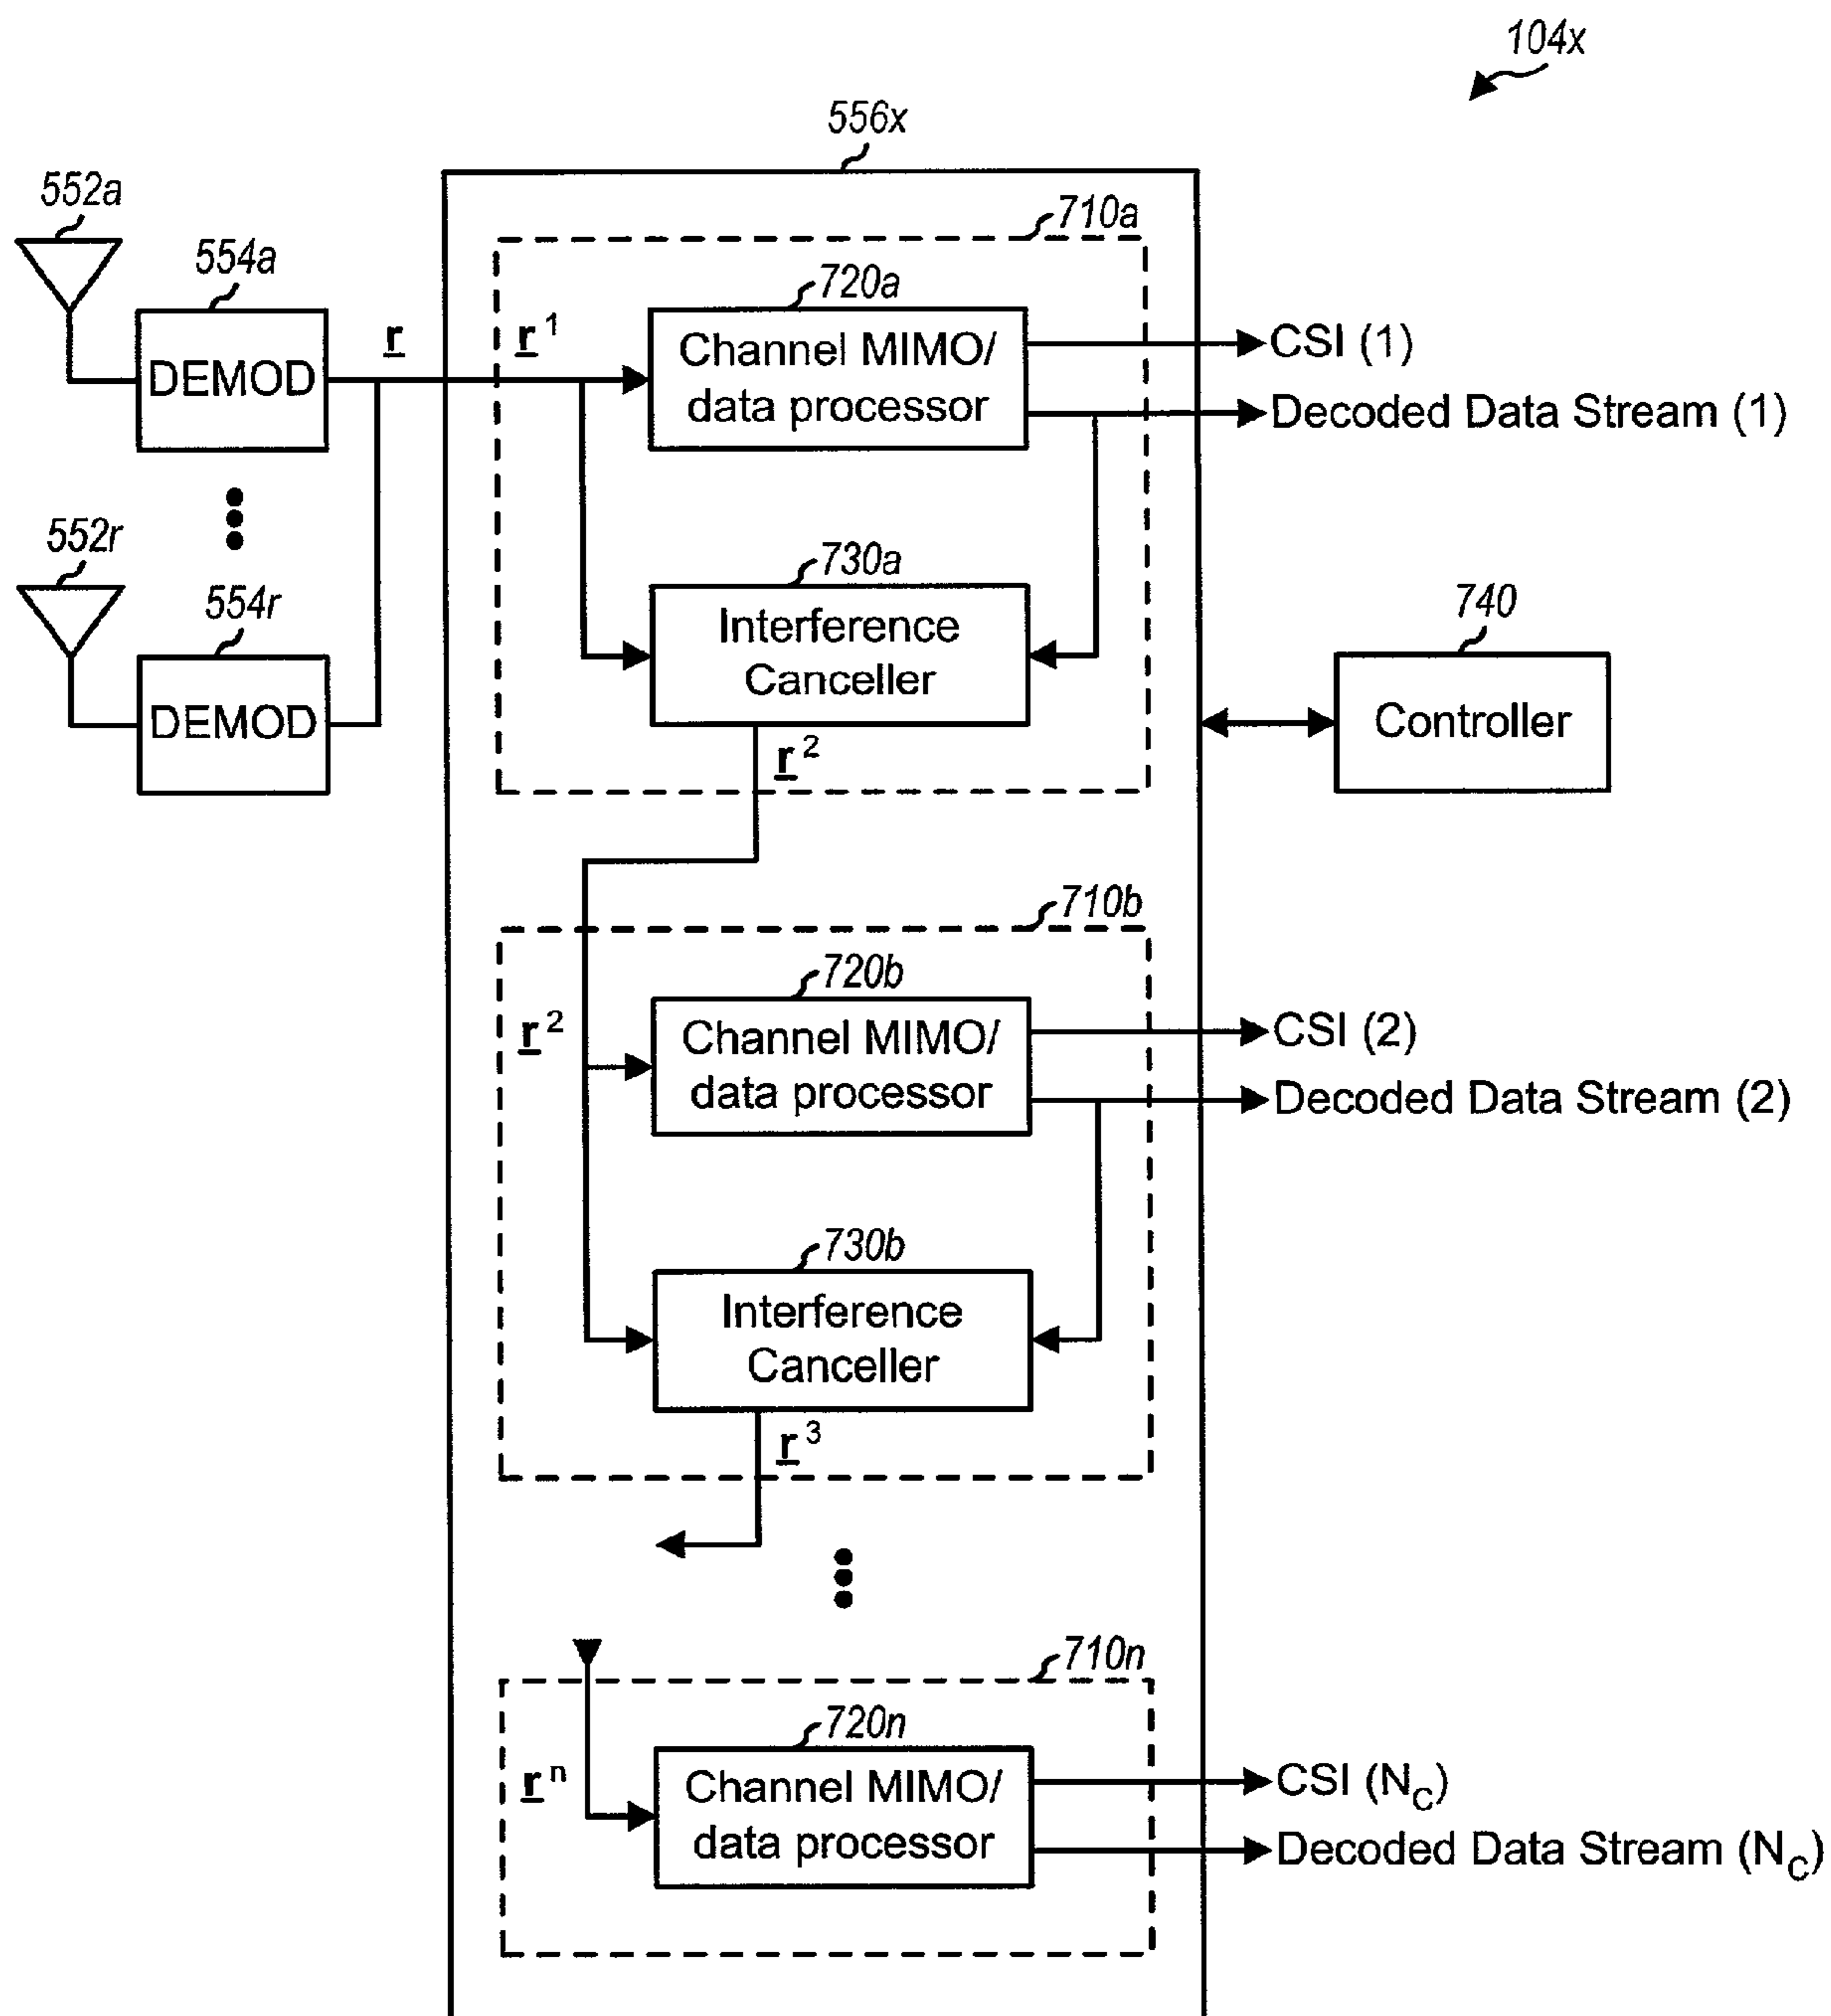 104x
556x
552a
710a
554a
720a
r
r 1
Channel MIMO/
data processor
CSI (1)
DEMOD
Decoded Data Stream (1)
552r
730a
554r
740
Interference
Canceller
DEMOD
Controller
r 2
710b
720b
r 2
Channel MIMO/
data processor
CSI (2)
Decoded Data Stream (2)
730b
Interference
Canceller
r 3
710n
720n
r n
Channel MIMO/
data processor
CSI (NC)
Decoded Data Stream (NC)